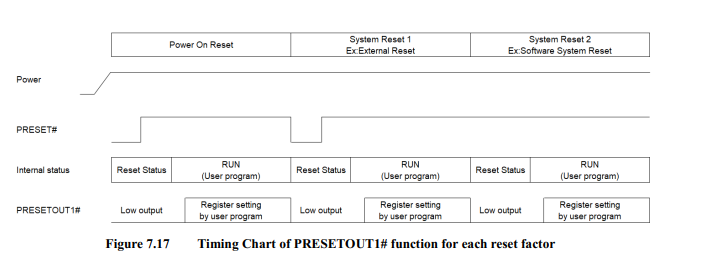 Power On Reset
System Reset 1
Ex:External Reset
System Reset 2
Ex:Software System Reset
Power
PRESET#
Internal status
Reset Status
RUN
(User program)
Reset Status
RUN
(User program)
Reset Status
RUN
(User program)
PRESETOUT1#
Low output
Register setting
by user program
Low output
Register setting
by user program
Low output
Register setting
by user program
Figure 7.17 Timing Chart of PRESETOUT1# function for each reset factor